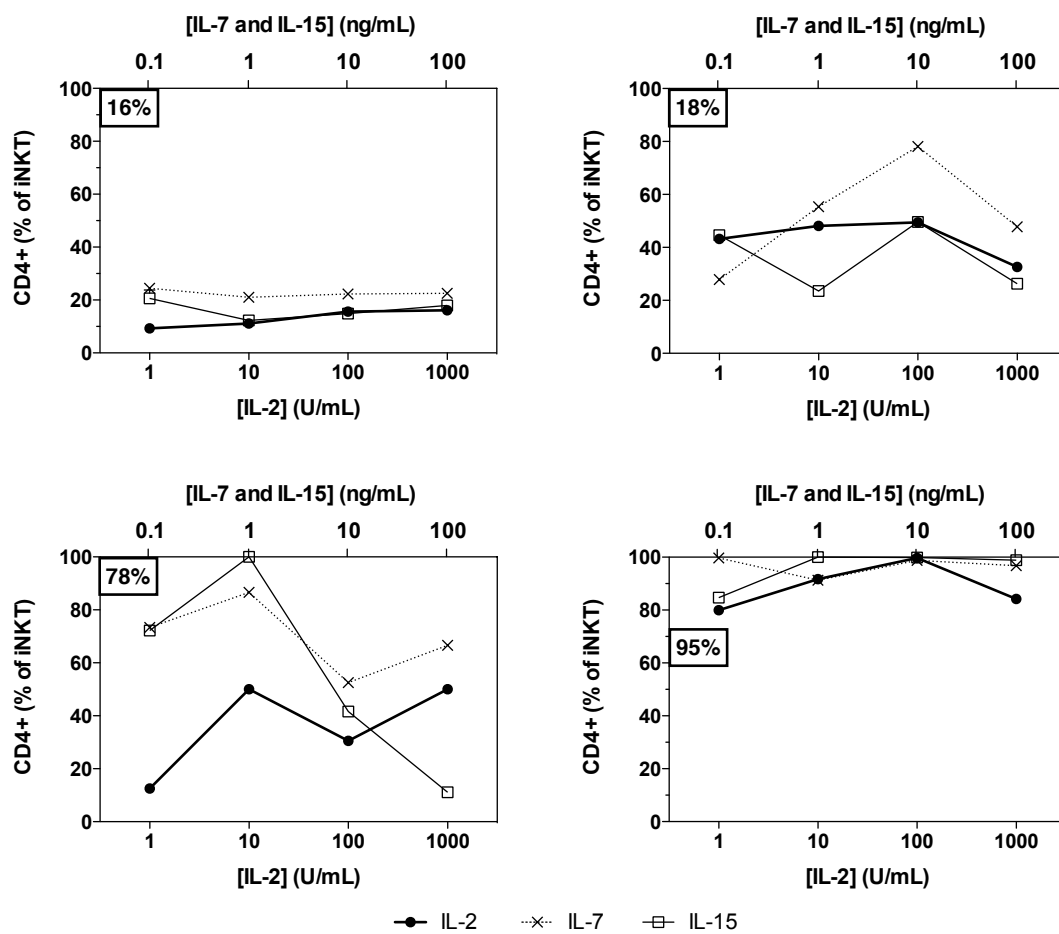 [IL-7 and IL-15] (ng/mL)
0.1 1 10 100
16%
CD4+ (% of iNKT)
100
80
60
40
20
0
1 10 100 1000
[IL-2] (U/mL)
[IL-7 and IL-15] (ng/mL)
0.1 1 10 100
18%
CD4+ (% of iNKT)
100
80
60
40
20
0
1 10 100 1000
[IL-2] (U/mL)
[IL-7 and IL-15] (ng/mL)
0.1 1 10 100
78%
CD4+ (% of iNKT)
100
80
60
40
20
0
1 10 100 1000
[IL-2] (U/mL)
[IL-7 and IL-15] (ng/mL)
0.1 1 10 100
95%
CD4+ (% of iNKT)
100
80
60
40
20
0
1 10 100 1000
[IL-2] (U/mL)
IL-2 IL-7 IL-15